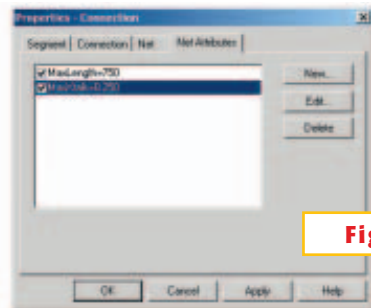 Properties - Connection
Segment Connection Net Net Attributes
MaxLength=750
New...
Edit...
Delete
Fig
OK Cancel Apply Help